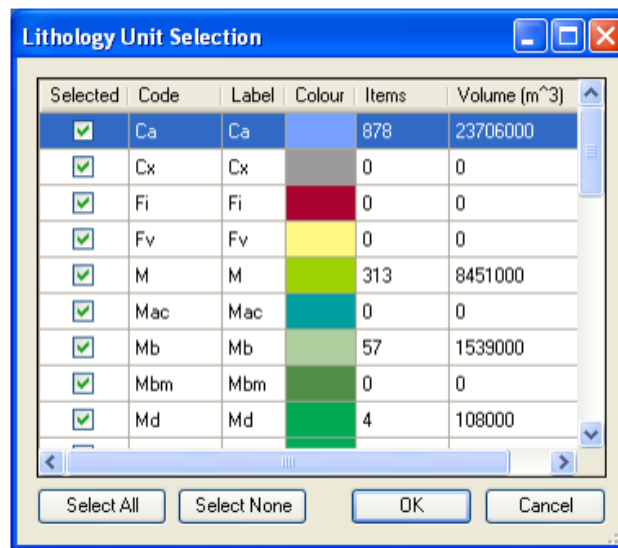 Lithology Unit Selection
Selected Code Label Colour Items Volume (m^3)
Ca Ca 878 23706000
Cx Cx 0 0
Fi Fi 0 0
Fv Fv 0 0
M M 313 8451000
Mac Mac 0 0
Mb Mb 57 1539000
Mbm Mbm 0 0
Md Md 4 108000
Select All Select None OK Cancel